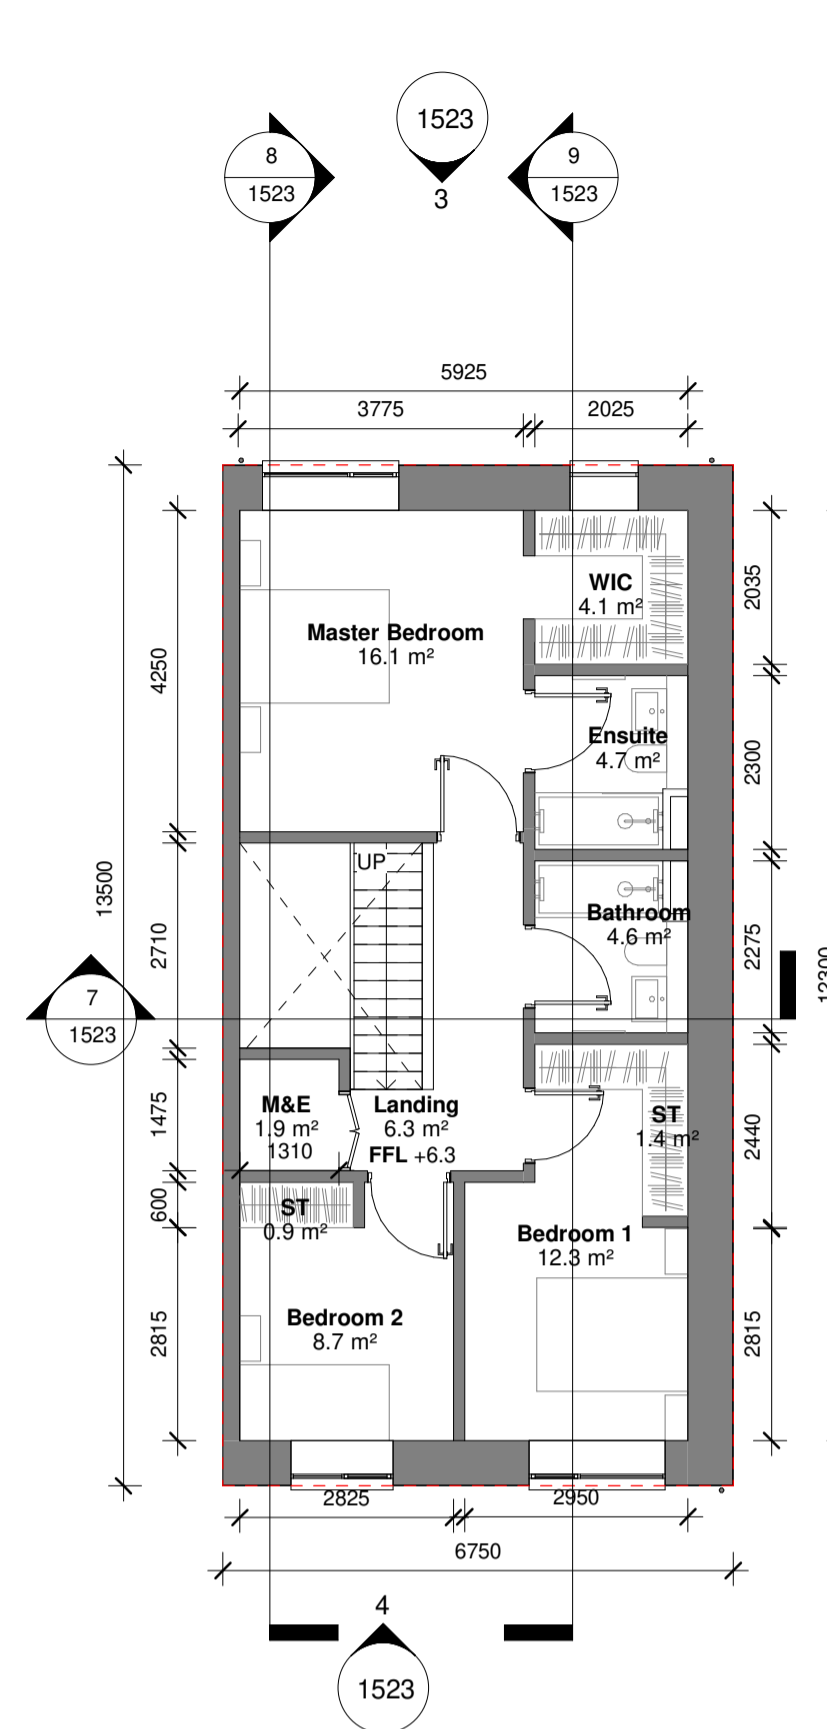 1523
3
8
1523
9
1523
5925
3775
2025
WIC
4.1 m²
2035
Master Bedroom
16.1 m²
4250
Ensuite
4.7 m²
2300
UP
13500
Bathroom
4.6 m²
2710
2275
12300
7
1523
M&E
1.9 m²
1310
Landing
6.3 m²
FFL +6.3
ST
1.4 m²
1475
2440
600
ST
0.9 m²
Bedroom 1
12.3 m²
Bedroom 2
8.7 m²
2815
2815
2825
2950
6750
4
1523